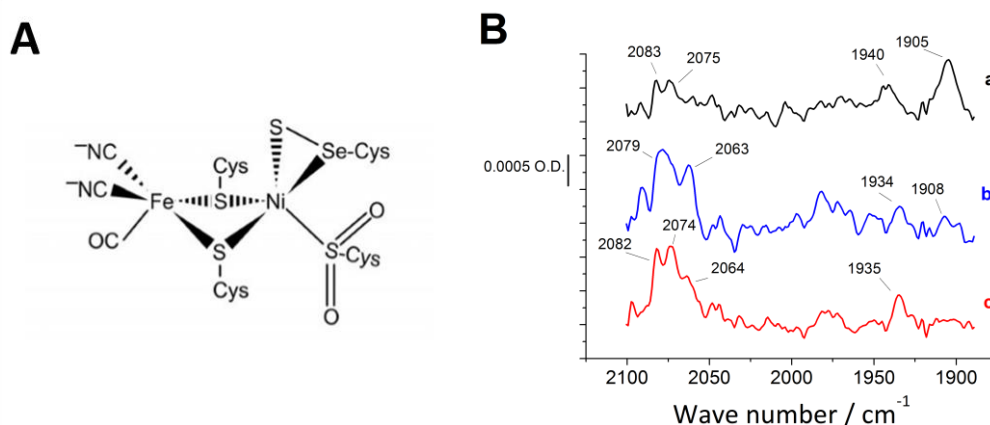 A
B
S
Se-Cys
⁻NC
⁻NC
Cys
Fe
S
Ni
O
OC
S
S
Cys
Cys
O
2083
2075
1940
1905
a
0.0005 O.D.
2079
2063
1934
1908
b
2082
2074
2064
1935
2100
2050
2000
1950
1900
Wave number / cm⁻¹